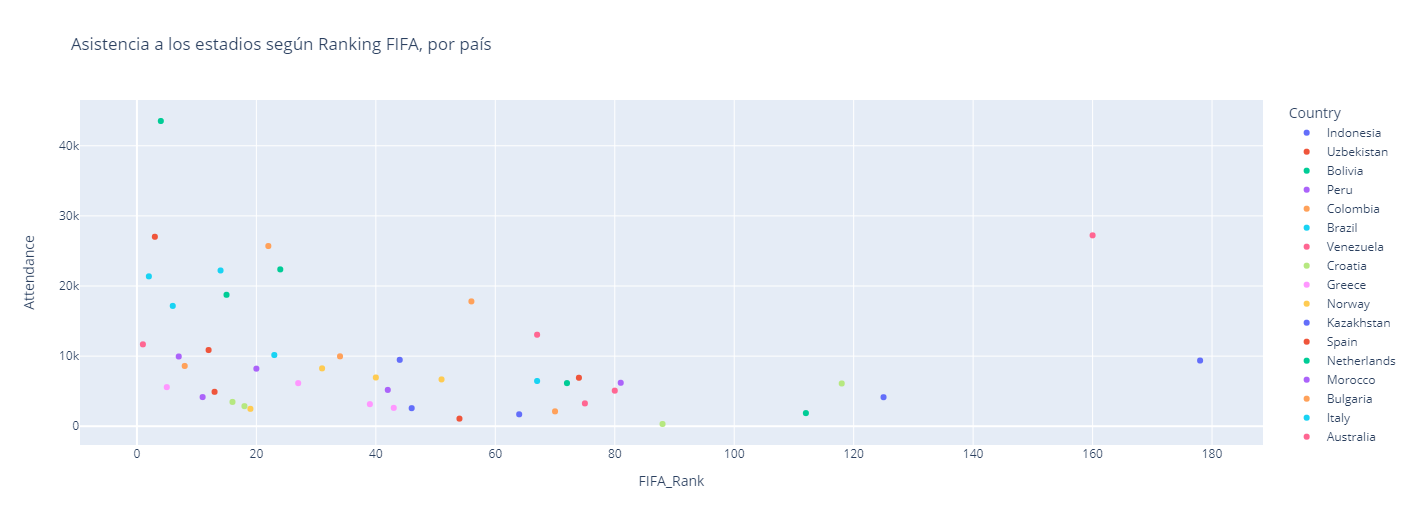 Asistencia a los estadios según Ranking FIFA, por país
Attendance
40k
30k
20k
10k
0
0 20 40 60 80 100 120 140 160 180
FIFA_Rank
Country
Indonesia
Uzbekistan
Bolivia
Peru
Colombia
Brazil
Venezuela
Croatia
Greece
Norway
Kazakhstan
Spain
Netherlands
Morocco
Bulgaria
Italy
Australia